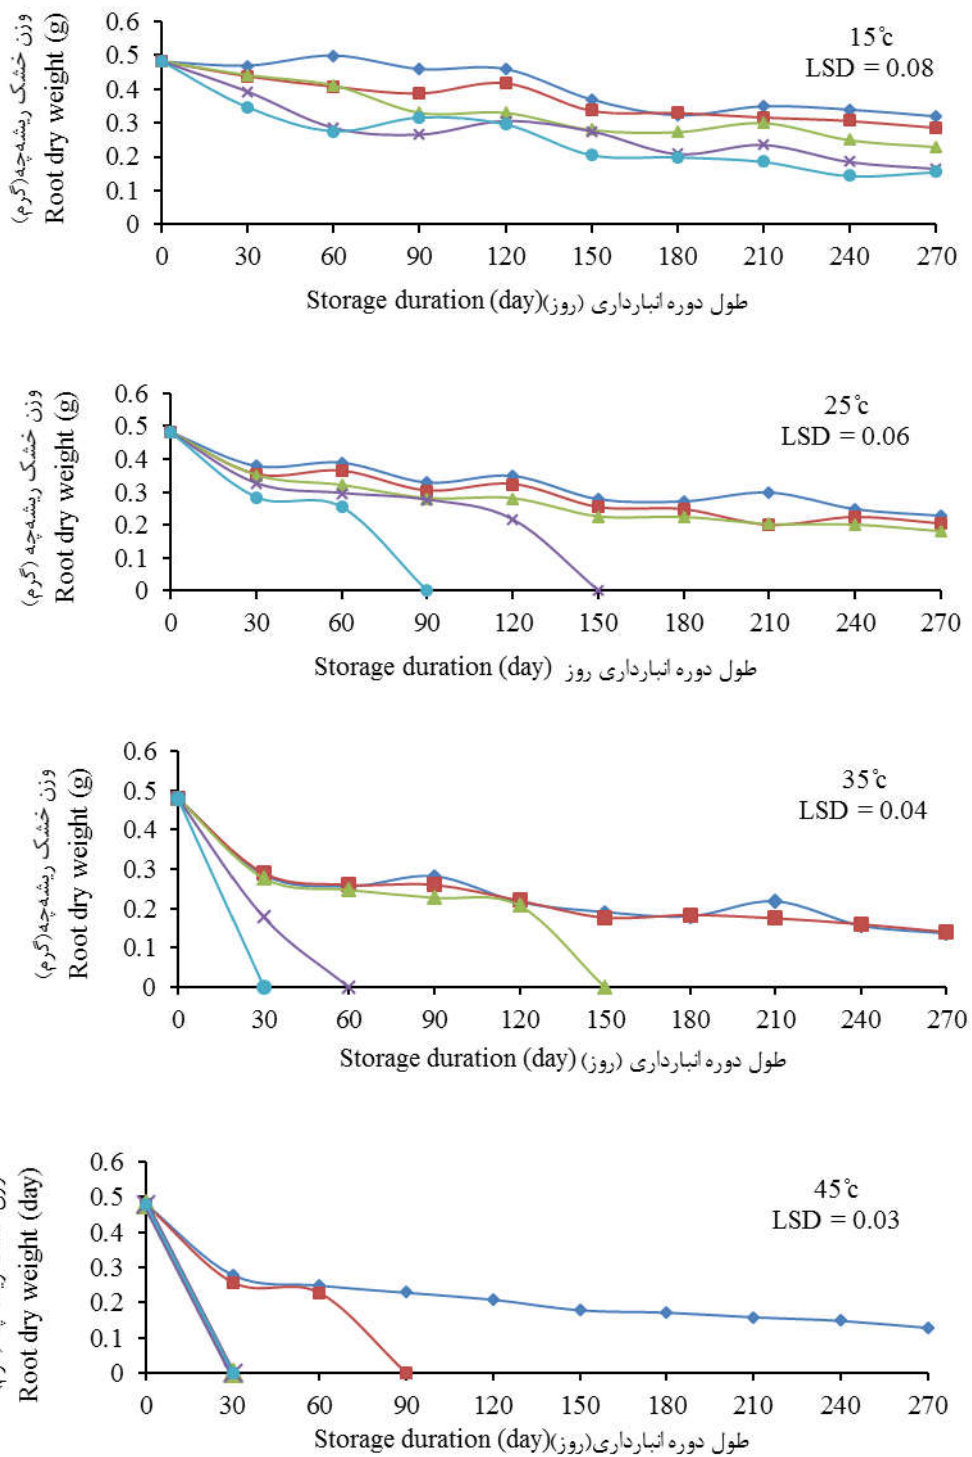 وزن خشک ریشه‌چه(گرم)
Root dry weight (g)
0.6
0.5
0.4
0.3
0.2
0.1
0
15°c
LSD = 0.08
0 30 60 90 120 150 180 210 240 270
Storage duration (day)طول دوره انبارداری (روز)
وزن خشک ریشه‌چه (گرم)
Root dry weight (g)
0.6
0.5
0.4
0.3
0.2
0.1
0
25°c
LSD = 0.06
0 30 60 90 120 150 180 210 240 270
Storage duration (day) طول دوره انبارداری روز
وزن خشک ریشه‌چه(گرم)
Root dry weight (g)
0.6
0.5
0.4
0.3
0.2
0.1
0
35°c
LSD = 0.04
0 30 60 90 120 150 180 210 240 270
Storage duration (day) طول دوره انبارداری (روز)
Root dry weight (day)
0.6
0.5
0.4
0.3
0.2
0.1
0
45°c
LSD = 0.03
0 30 60 90 120 150 180 210 240 270
Storage duration (day)طول دوره انبارداری(روز)